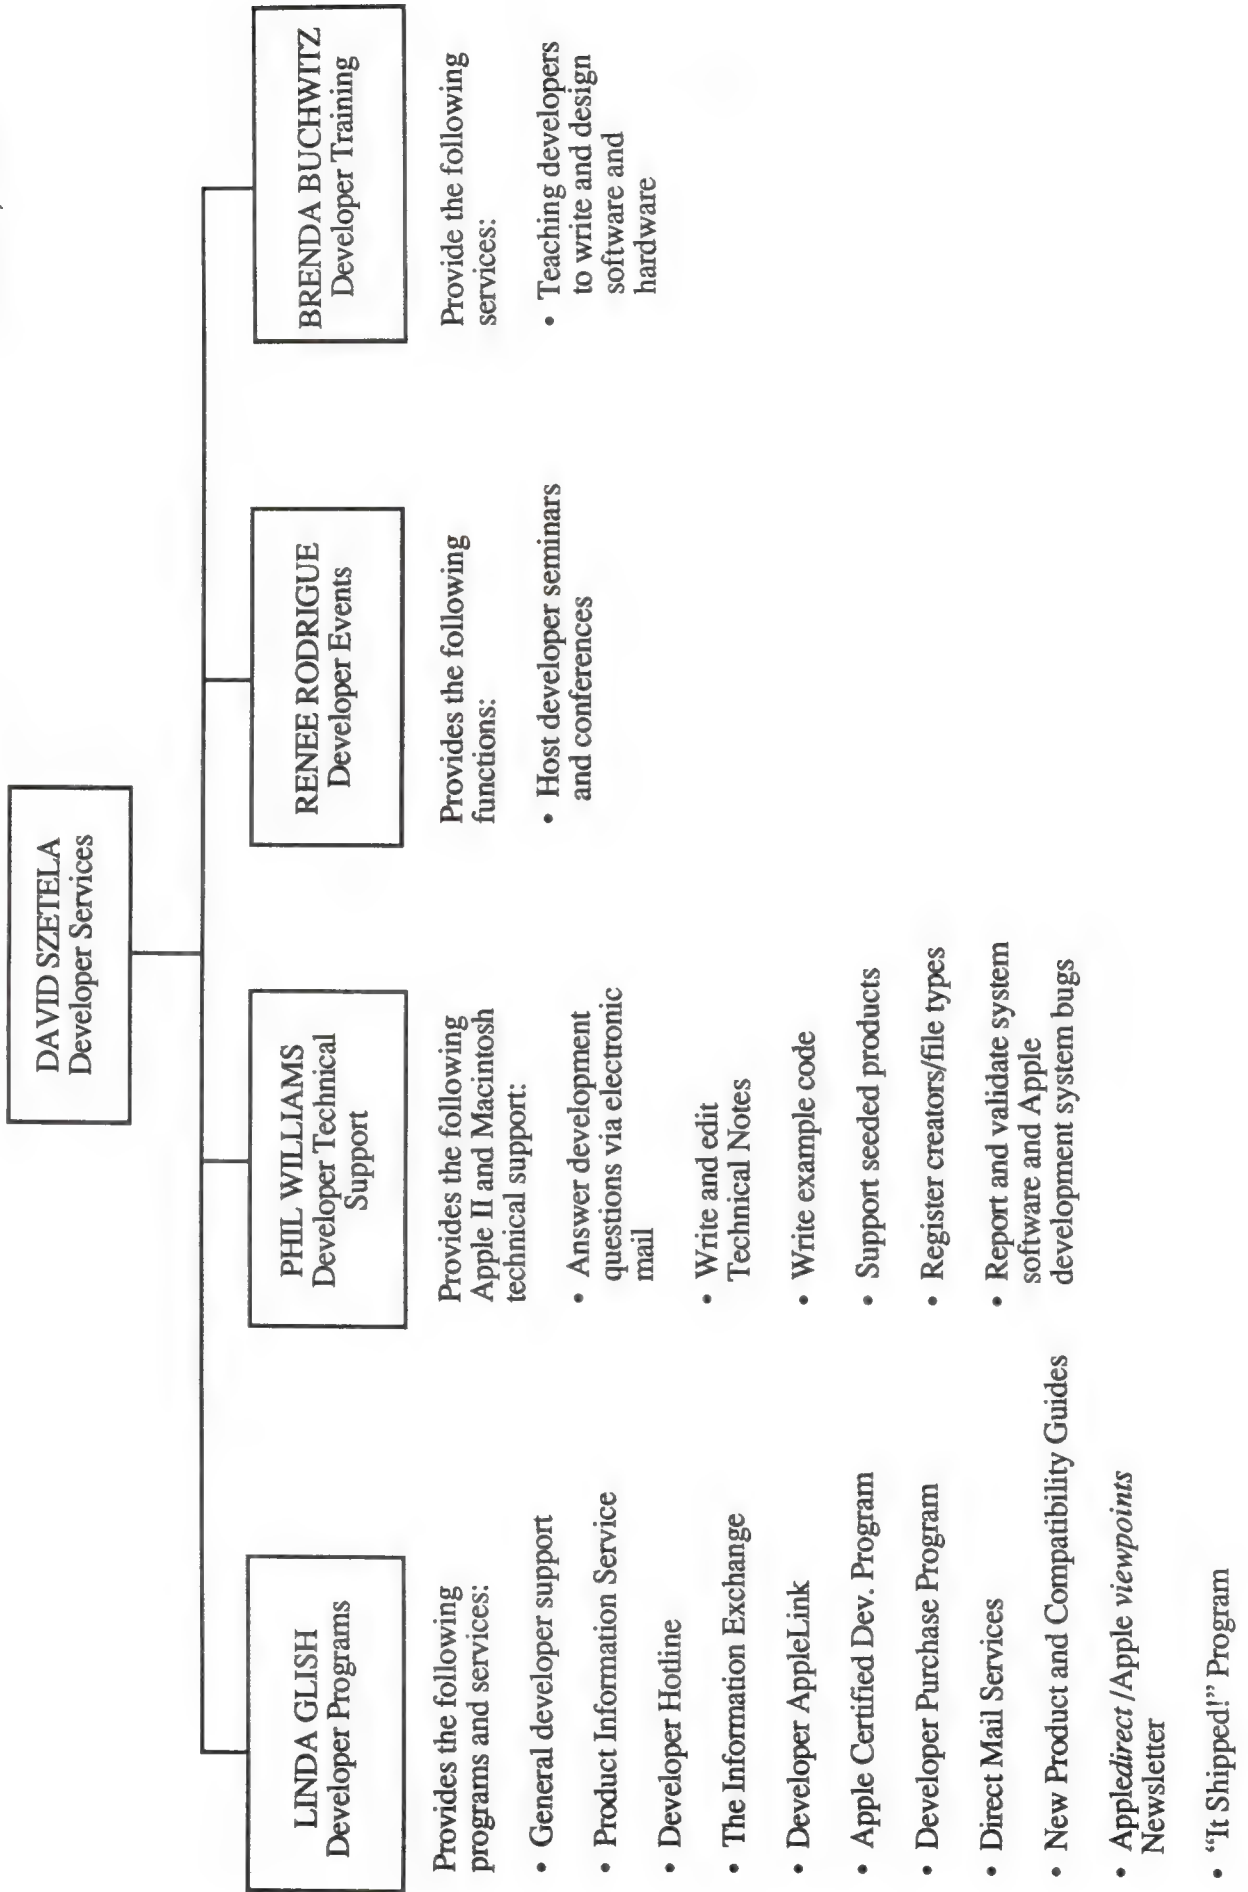 DAVID SZETELA
Developer Services
LINDA GLISH
Developer Programs
Provides the following
programs and services:
• General developer support
• Product Information Service
• Developer Hotline
• The Information Exchange
• Developer AppleLink
• Apple Certified Dev. Program
• Developer Purchase Program
• Direct Mail Services
• New Product and Compatibility Guides
• Appledirect /Apple viewpoints
Newsletter
• “It Shipped!” Program
PHIL WILLIAMS
Developer Technical
Support
Provides the following
Apple II and Macintosh
technical support:
• Answer development
questions via electronic
mail
• Write and edit
Technical Notes
• Write example code
• Support seeded products
• Register creators/file types
• Report and validate system
software and Apple
development system bugs
RENEE RODRIGUE
Developer Events
Provides the following
functions:
• Host developer seminars
and conferences
BRENDA BUCHWITZ
Developer Training
Provide the following
services:
• Teaching developers
to write and design
software and
hardware